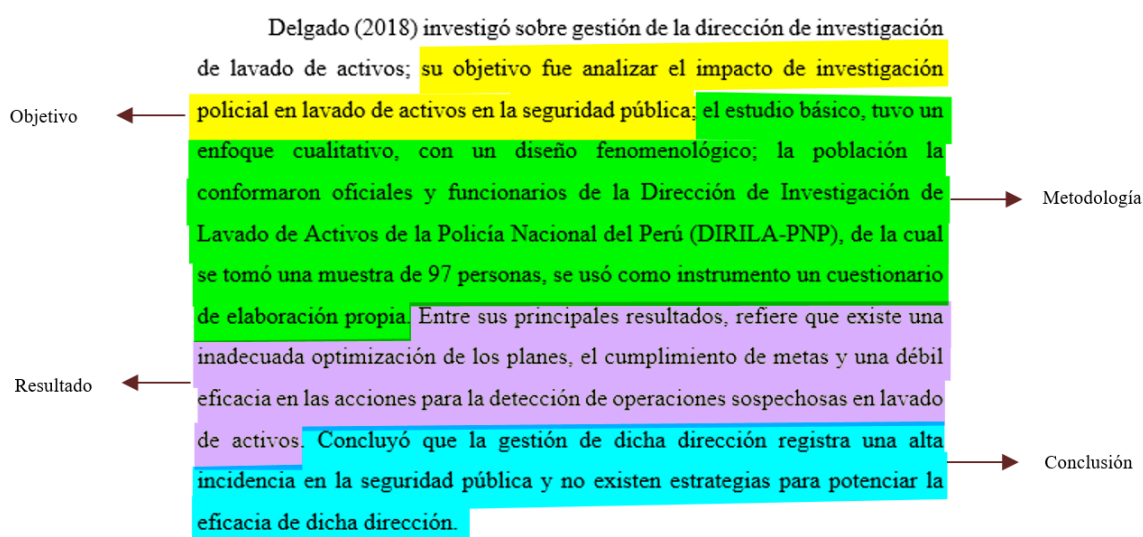 Delgado (2018) investigó sobre gestión de la dirección de investigación
de lavado de activos; su objetivo fue analizar el impacto de investigación
policial en lavado de activos en la seguridad pública; el estudio básico, tuvo un
enfoque cualitativo, con un diseño fenomenológico; la población la
conformaron oficiales y funcionarios de la Dirección de Investigación de
Lavado de Activos de la Policía Nacional del Perú (DIRILA-PNP), de la cual
se tomó una muestra de 97 personas, se usó como instrumento un cuestionario
de elaboración propia. Entre sus principales resultados, refiere que existe una
inadecuada optimización de los planes, el cumplimiento de metas y una débil
eficacia en las acciones para la detección de operaciones sospechosas en lavado
de activos. Concluyó que la gestión de dicha dirección registra una alta
incidencia en la seguridad pública y no existen estrategias para potenciar la
eficacia de dicha dirección.
Objetivo
Metodología
Resultado
Conclusión